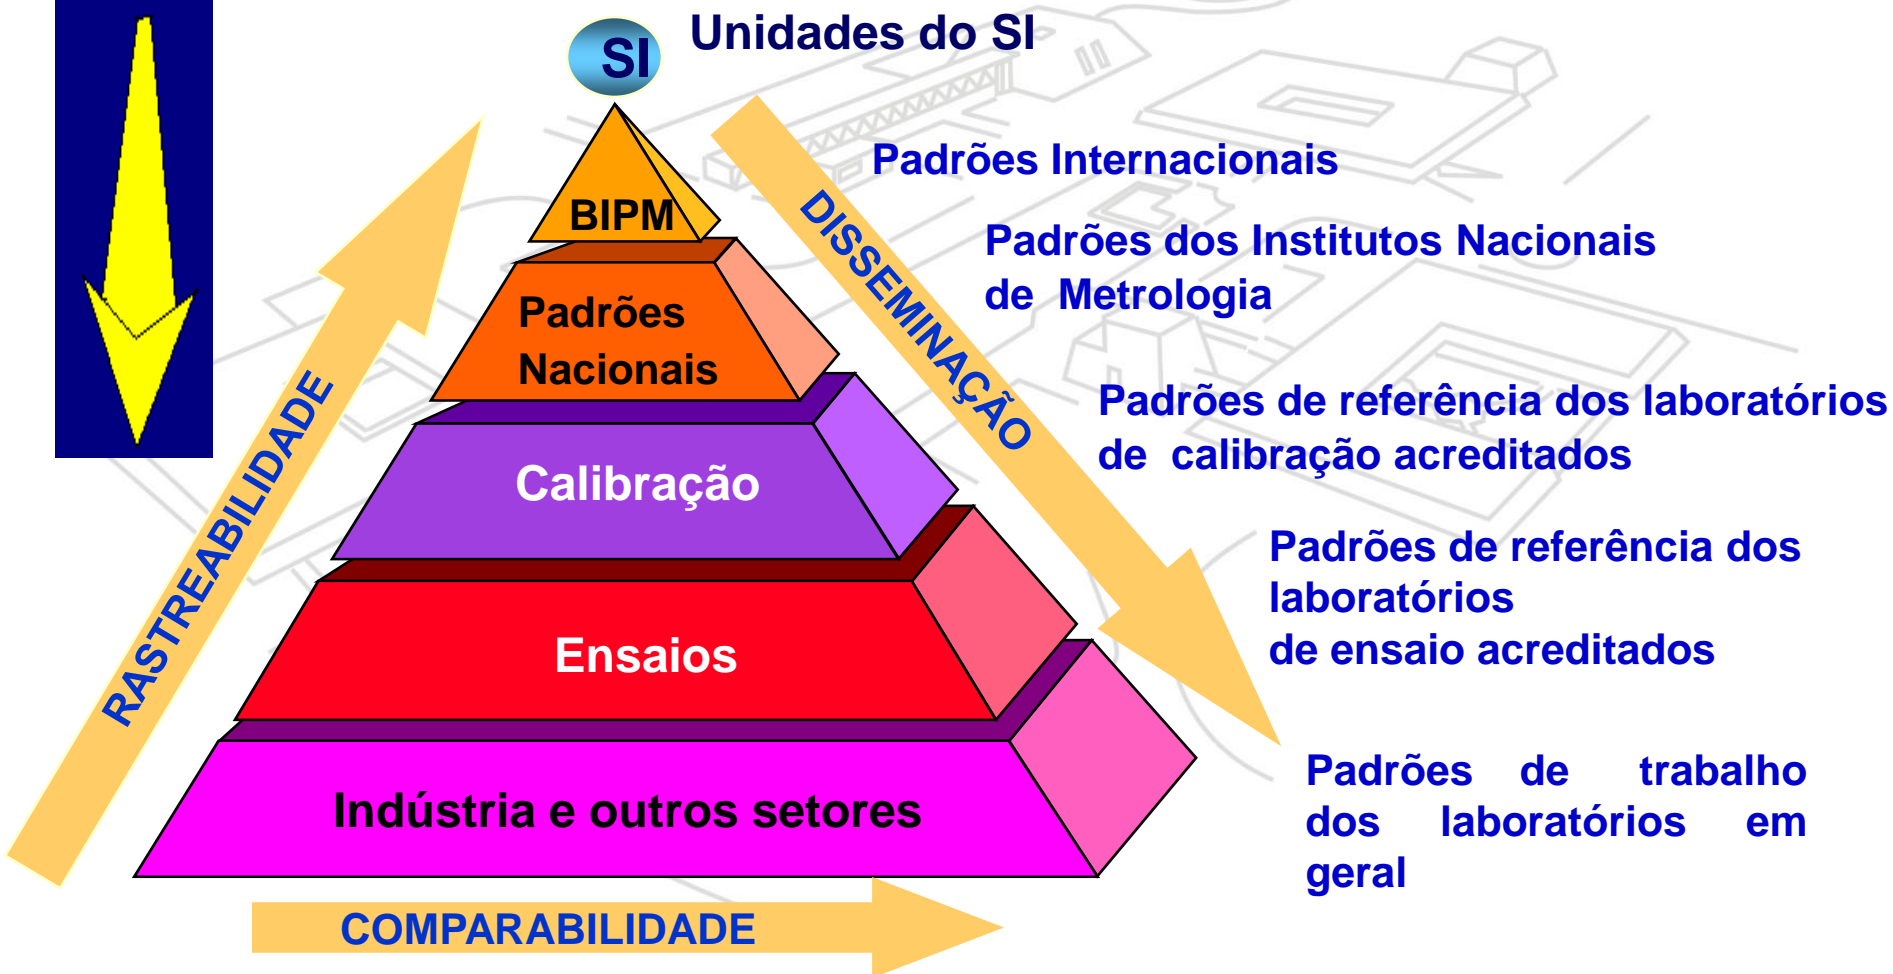 SI
Unidades do SI
Padrões Internacionais
BIPM
DISSEMINAÇÃO
Padrões dos Institutos Nacionais
de Metrologia
Padrões
Nacionais
RASTREABILIDADE
Padrões de referência dos laboratórios
de calibração acreditados
Calibração
Padrões de referência dos
laboratórios
de ensaio acreditados
Ensaios
Padrões de trabalho
dos laboratórios em
geral
Indústria e outros setores
COMPARABILIDADE